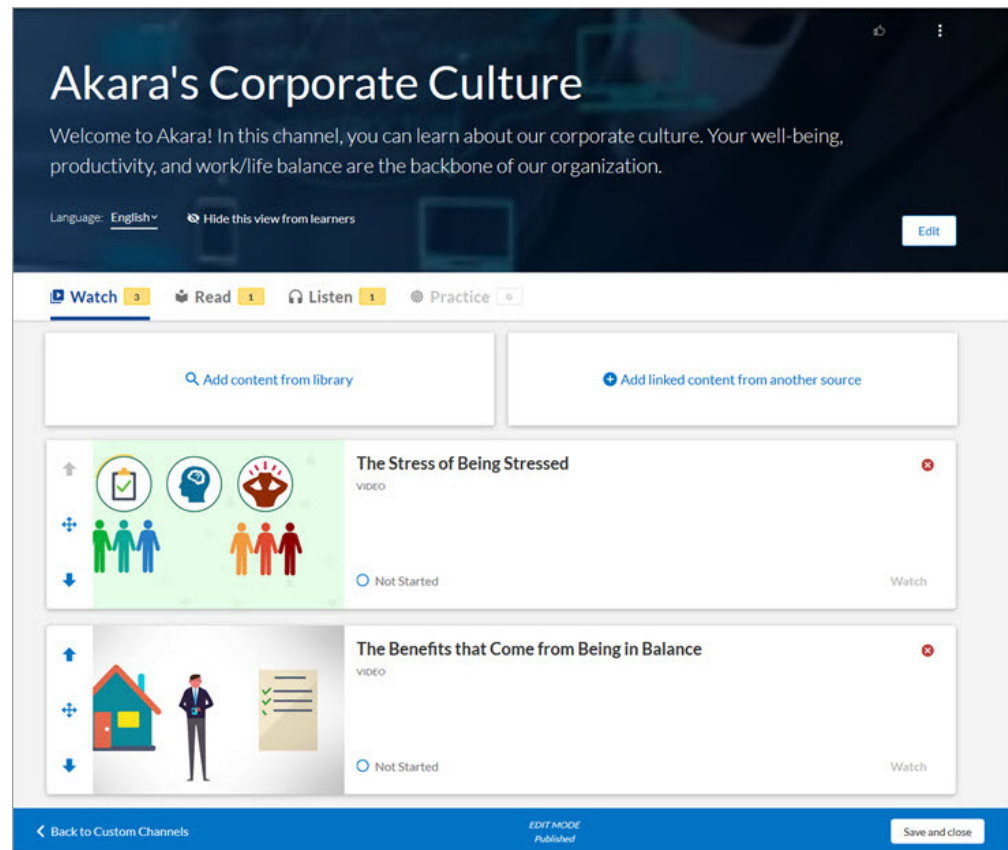 Akara's Corporate Culture
Welcome to Akara! In this channel, you can learn about our corporate culture. Your well-being,
productivity, and work/life balance are the backbone of our organization.
Language: English Hide this view from learners
Edit
Watch 3 Read 1 Listen 1 Practice 0
Add content from library Add linked content from another source
The Stress of Being Stressed
VIDEO
Not Started Watch
The Benefits that Come from Being in Balance
VIDEO
Not Started Watch
Back to Custom Channels
EDIT MODE
Published
Save and close